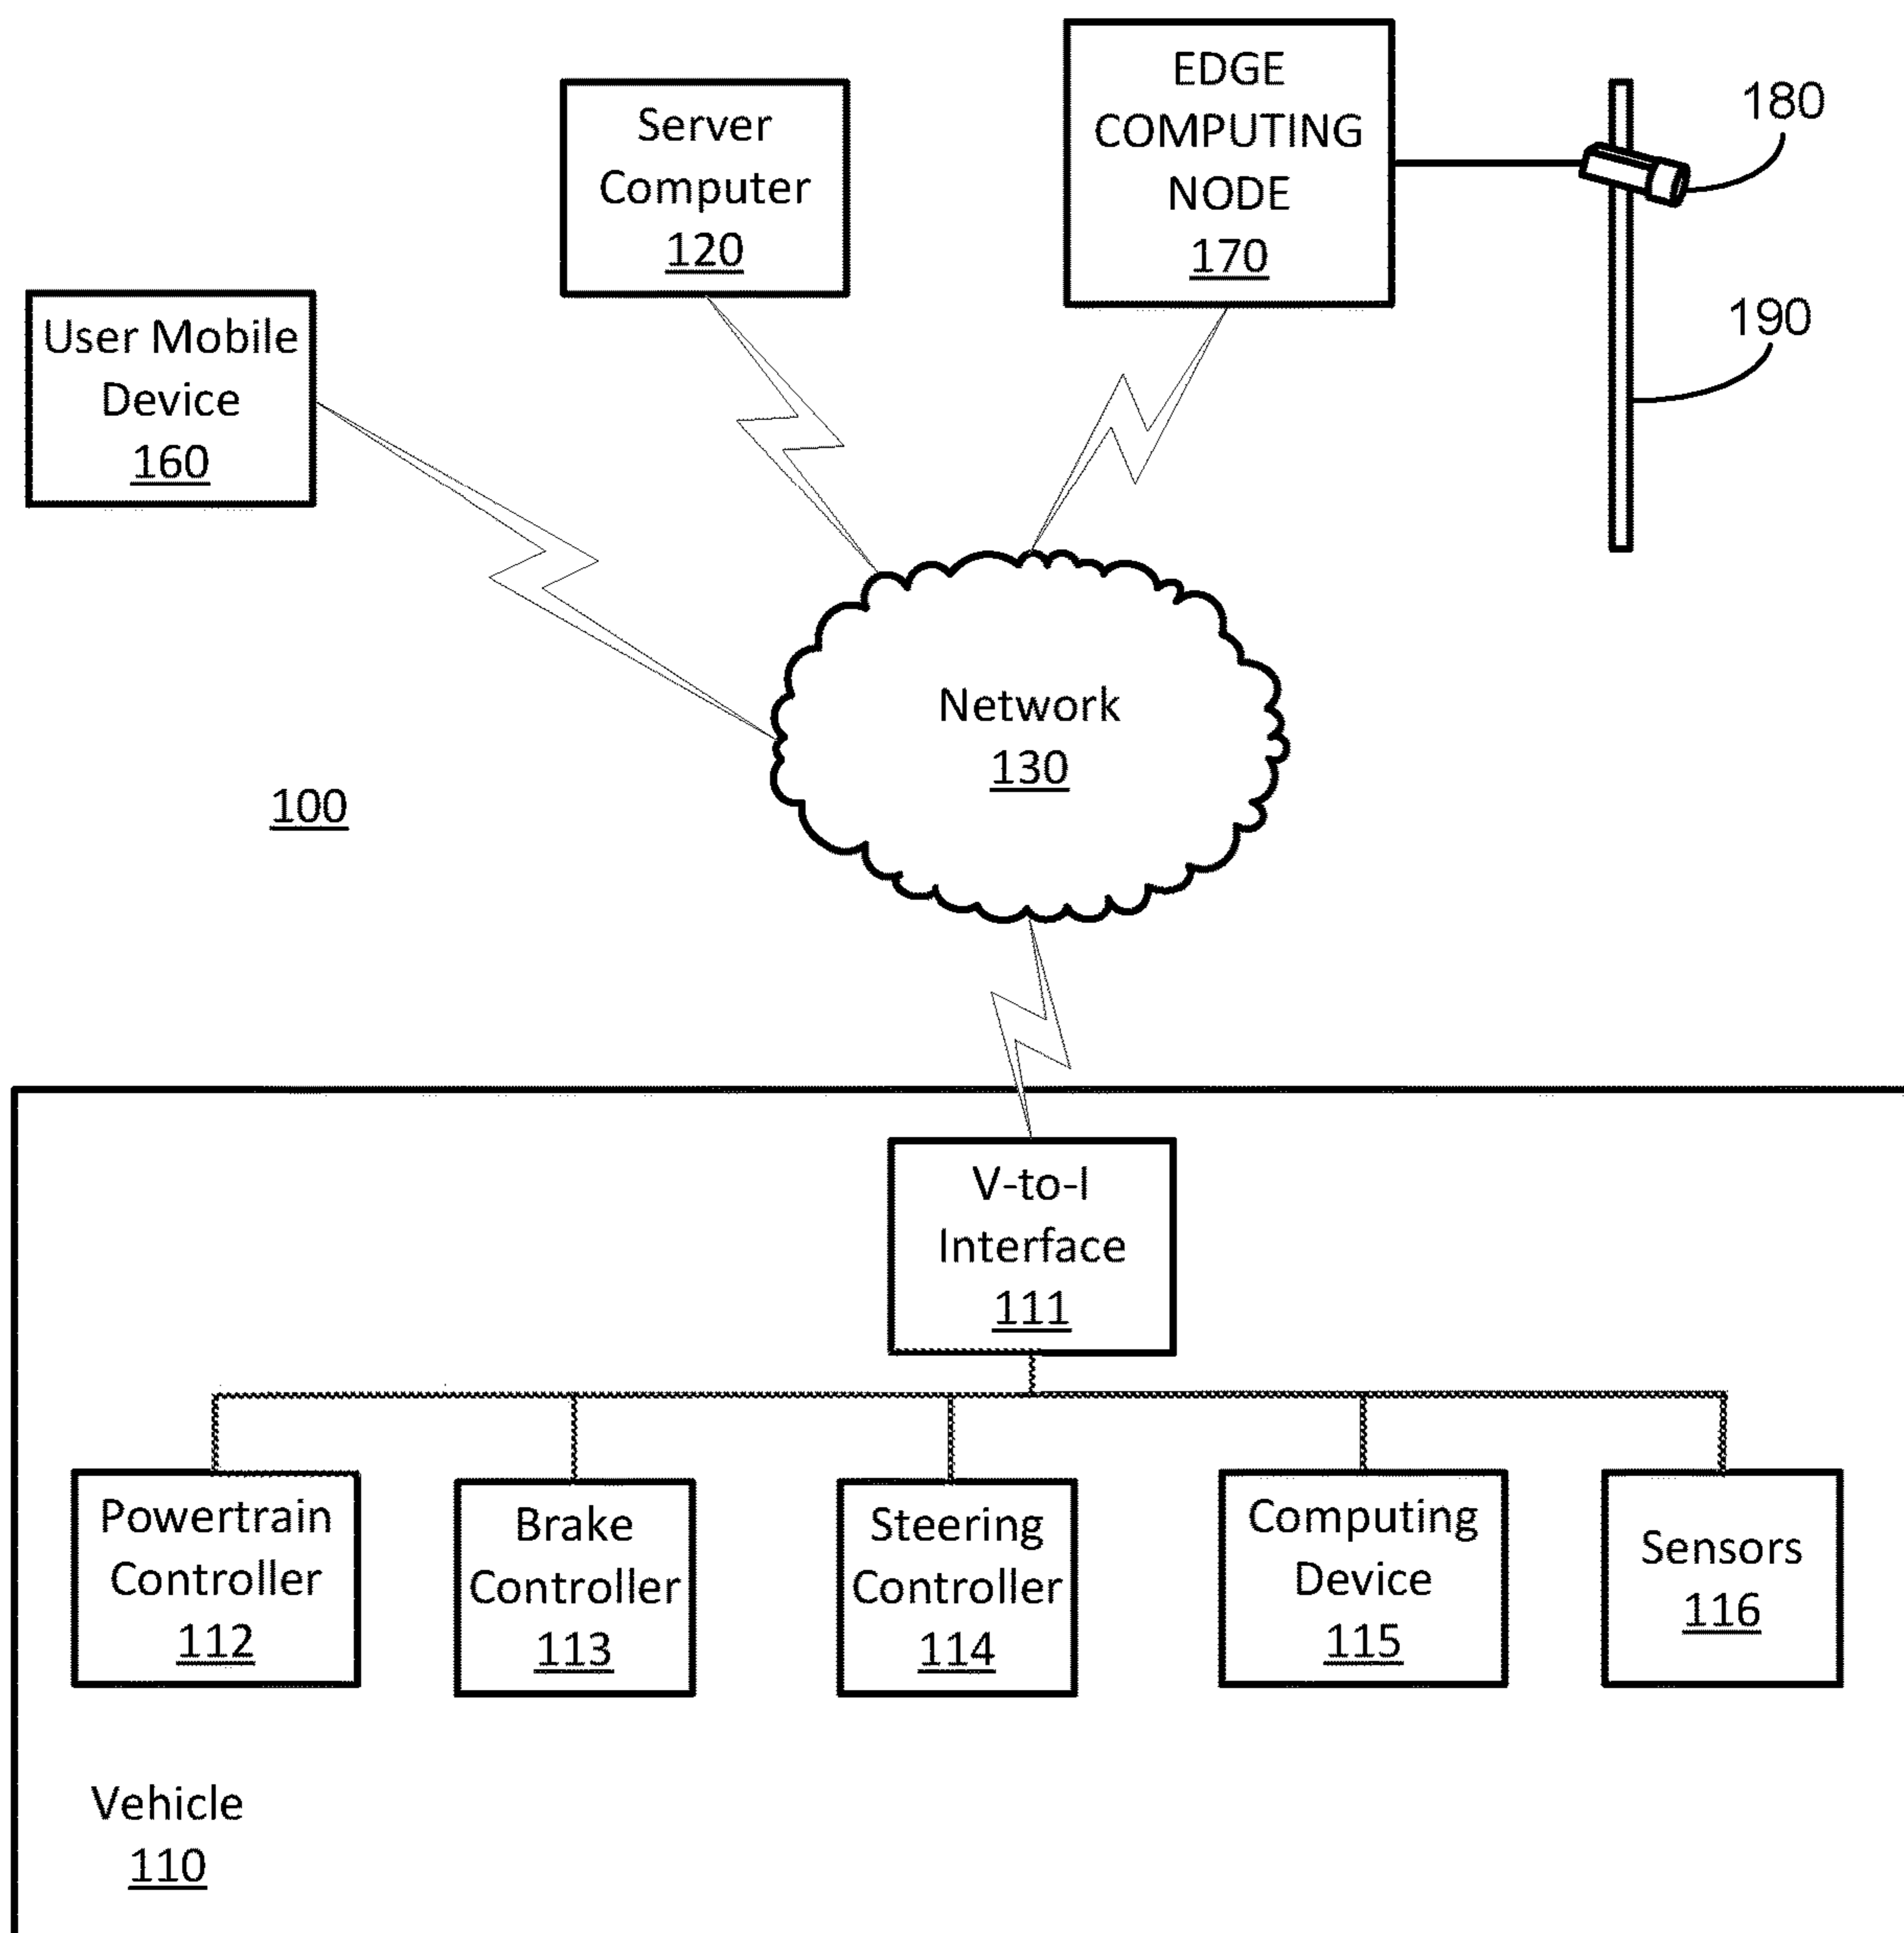 EDGE
COMPUTING
NODE
170
180
190
Server
Computer
120
User Mobile
Device
160
Network
130
100
V-to-I
Interface
111
Powertrain
Controller
112
Brake
Controller
113
Steering
Controller
114
Computing
Device
115
Sensors
116
Vehicle
110